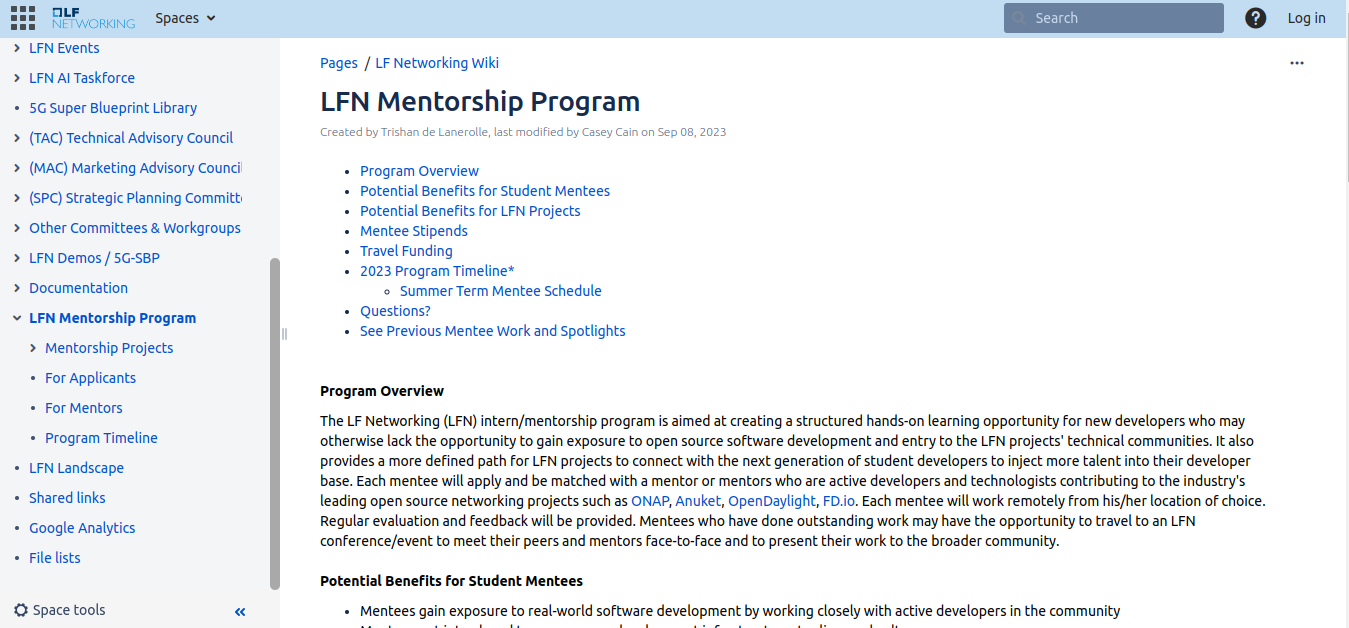 LF NETWORKING
Spaces
Search
?
Log in
LFN Events
LFN AI Taskforce
5G Super Blueprint Library
(TAC) Technical Advisory Council
(MAC) Marketing Advisory Council
(SPC) Strategic Planning Committ
Other Committees & Workgroups
LFN Demos / 5G-SBP
Documentation
LFN Mentorship Program
Mentorship Projects
For Applicants
For Mentors
Program Timeline
LFN Landscape
Shared links
Google Analytics
File lists
Space tools
Pages / LF Networking Wiki
LFN Mentorship Program
Created by Trishan de Lanerolle, last modified by Casey Cain on Sep 08, 2023
Program Overview
Potential Benefits for Student Mentees
Potential Benefits for LFN Projects
Mentee Stipends
Travel Funding
2023 Program Timeline*
Summer Term Mentee Schedule
Questions?
See Previous Mentee Work and Spotlights
Program Overview
The LF Networking (LFN) intern/mentorship program is aimed at creating a structured hands-on learning opportunity for new developers who may
otherwise lack the opportunity to gain exposure to open source software development and entry to the LFN projects' technical communities. It also
provides a more defined path for LFN projects to connect with the next generation of student developers to inject more talent into their developer
base. Each mentee will apply and be matched with a mentor or mentors who are active developers and technologists contributing to the industry's
leading open source networking projects such as ONAP, Anuket, OpenDaylight, FD.io. Each mentee will work remotely from his/her location of choice.
Regular evaluation and feedback will be provided. Mentees who have done outstanding work may have the opportunity to travel to an LFN
conference/event to meet their peers and mentors face-to-face and to present their work to the broader community.
Potential Benefits for Student Mentees
Mentees gain exposure to real-world software development by working closely with active developers in the community